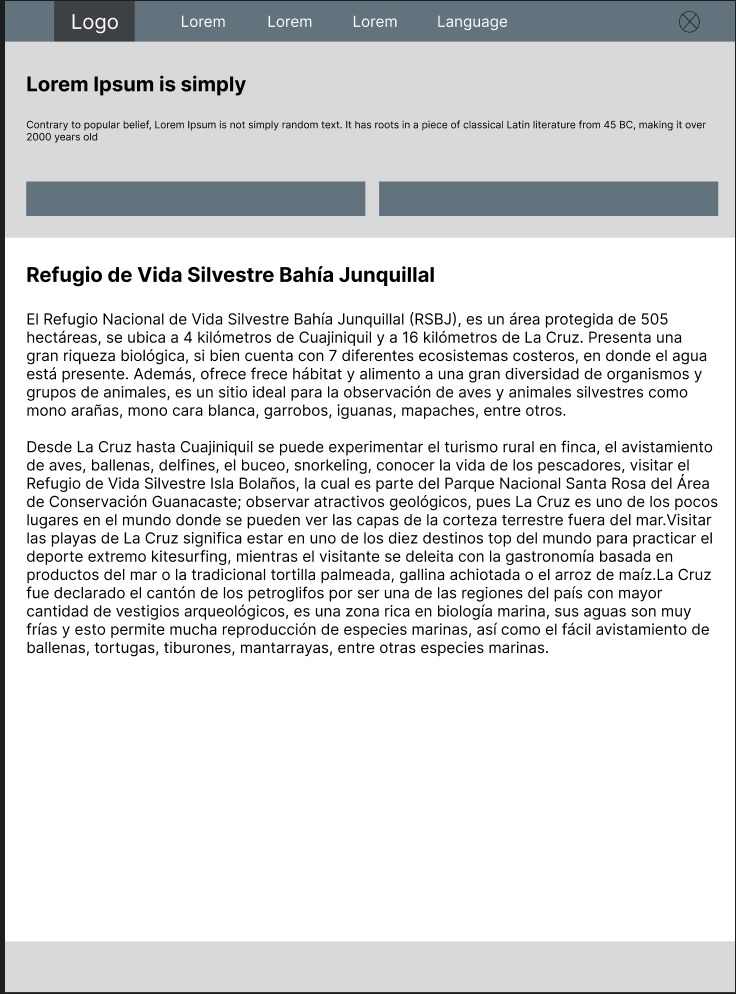 Logo Lorem Lorem Lorem Language
Lorem Ipsum is simply
Contrary to popular belief, Lorem Ipsum is not simply random text. It has roots in a piece of classical Latin literature from 45 BC, making it over
2000 years old
Refugio de Vida Silvestre Bahía Junquillal
El Refugio Nacional de Vida Silvestre Bahía Junquillal (RSBJ), es un área protegida de 505
hectáreas, se ubica a 4 kilómetros de Cuajiniquil y a 16 kilómetros de La Cruz. Presenta una
gran riqueza biológica, si bien cuenta con 7 diferentes ecosistemas costeros, en donde el agua
está presente. Además, ofrece frece hábitat y alimento a una gran diversidad de organismos y
grupos de animales, es un sitio ideal para la observación de aves y animales silvestres como
mono arañas, mono cara blanca, garrobos, iguanas, mapaches, entre otros.
Desde La Cruz hasta Cuajiniquil se puede experimentar el turismo rural en finca, el avistamiento
de aves, ballenas, delfines, el buceo, snorkeling, conocer la vida de los pescadores, visitar el
Refugio de Vida Silvestre Isla Bolaños, la cual es parte del Parque Nacional Santa Rosa del Área
de Conservación Guanacaste; observar atractivos geológicos, pues La Cruz es uno de los pocos
lugares en el mundo donde se pueden ver las capas de la corteza terrestre fuera del mar.Visitar
las playas de La Cruz significa estar en uno de los diez destinos top del mundo para practicar el
deporte extremo kitesurfing, mientras el visitante se deleita con la gastronomía basada en
productos del mar o la tradicional tortilla palmeada, gallina achiotada o el arroz de maíz.La Cruz
fue declarado el cantón de los petroglifos por ser una de las regiones del país con mayor
cantidad de vestigios arqueológicos, es una zona rica en biología marina, sus aguas son muy
frías y esto permite mucha reproducción de especies marinas, así como el fácil avistamiento de
ballenas, tortugas, tiburones, mantarrayas, entre otras especies marinas.